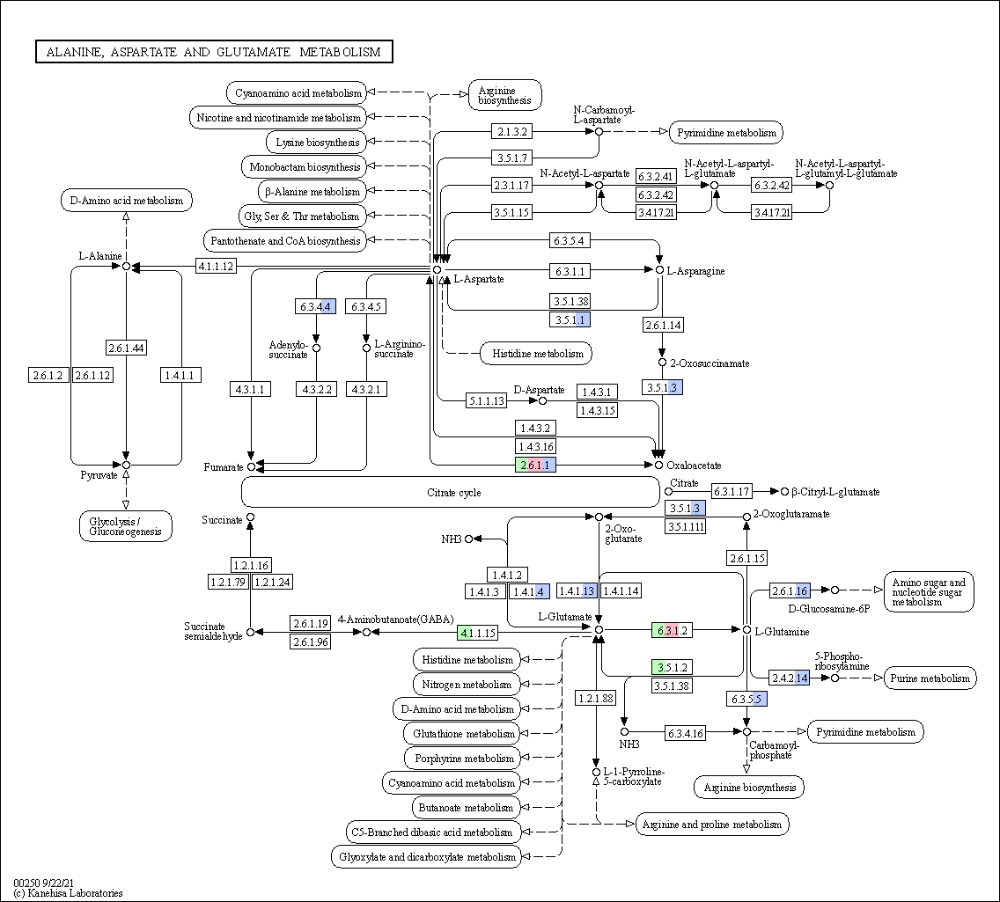 ALANINE, ASPARTATE AND GLUTAMATE METABOLISM
Cyanoamino acid metabolism
Arginine
biosynthesis
Nicotine and nicotinamide metabolism
N-Carbamoyl-
L-aspartate
2.1.3.2
Pyrimidine metabolism
Lysine biosynthesis
3.5.1.7
Monobactam biosynthesis
N-Acetyl-L-aspartate
N-Acetyl-L-aspartyl-
L-glutamate
N-Acetyl-L-aspartyl-
L-glutamyl-L-glutamate
6.3.2.41
2.3.1.17
6.3.2.42
6.3.2.42
β-Alanine metabolism
D-Amino acid metabolism
3.5.1.15
3.4.17.21
3.4.17.21
Gly, Ser & Thr metabolism
Pantothenate and CoA biosynthesis
6.3.5.4
L-Alanine
4.1.1.12
6.3.1.1
L-Asparagine
L-Aspartate
6.3.4.4
6.3.4.5
3.5.1.38
3.5.1.1
2.6.1.14
2.6.1.44
Adenylo-
succinate
L-Arginino-
succinate
Histidine metabolism
2-Oxosuccinamate
2.6.1.2
2.6.1.12
1.4.1.1
4.3.1.1
4.3.2.2
4.3.2.1
3.5.1.3
D-Aspartate
5.1.1.13
1.4.3.1
1.4.3.15
1.4.3.2
1.4.3.16
Fumarate
2.6.1.1
Oxaloacetate
Pyruvate
Citrate cycle
Citrate
6.3.1.17
β-Citryl-L-glutamate
Glycolysis /
Gluconeogenesis
Succinate
3.5.1.3
3.5.1.111
2-Oxoglutaramate
2-Oxo-
glutarate
NH3
1.2.1.16
1.2.1.79
1.2.1.24
1.4.1.2
1.4.1.3
1.4.1.4
1.4.1.13
1.4.1.14
2.6.1.15
2.6.1.16
D-Glucosamine-6P
Amino sugar and
nucleotide sugar
metabolism
Succinate
semialdehyde
2.6.1.19
2.6.1.96
4-Aminobutanoate(GABA)
4.1.1.15
L-Glutamate
6.3.1.2
L-Glutamine
Histidine metabolism
3.5.1.2
3.5.1.38
5-Phospho-
ribosylamine
2.4.2.14
Purine metabolism
Nitrogen metabolism
1.2.1.88
6.3.5.5
D-Amino acid metabolism
Glutathione metabolism
NH3
6.3.4.16
Carbamoyl-
phosphate
Pyrimidine metabolism
Porphyrine metabolism
L-1-Pyrroline-
5-carboxylate
Cyanoamino acid metabolism
Arginine biosynthesis
Butanoate metabolism
Arginine and proline metabolism
C5-Branched dibasic acid metabolism
Glyoxylate and dicarboxylate metabolism
00250 9/22/21
(c) Kanehisa Laboratories